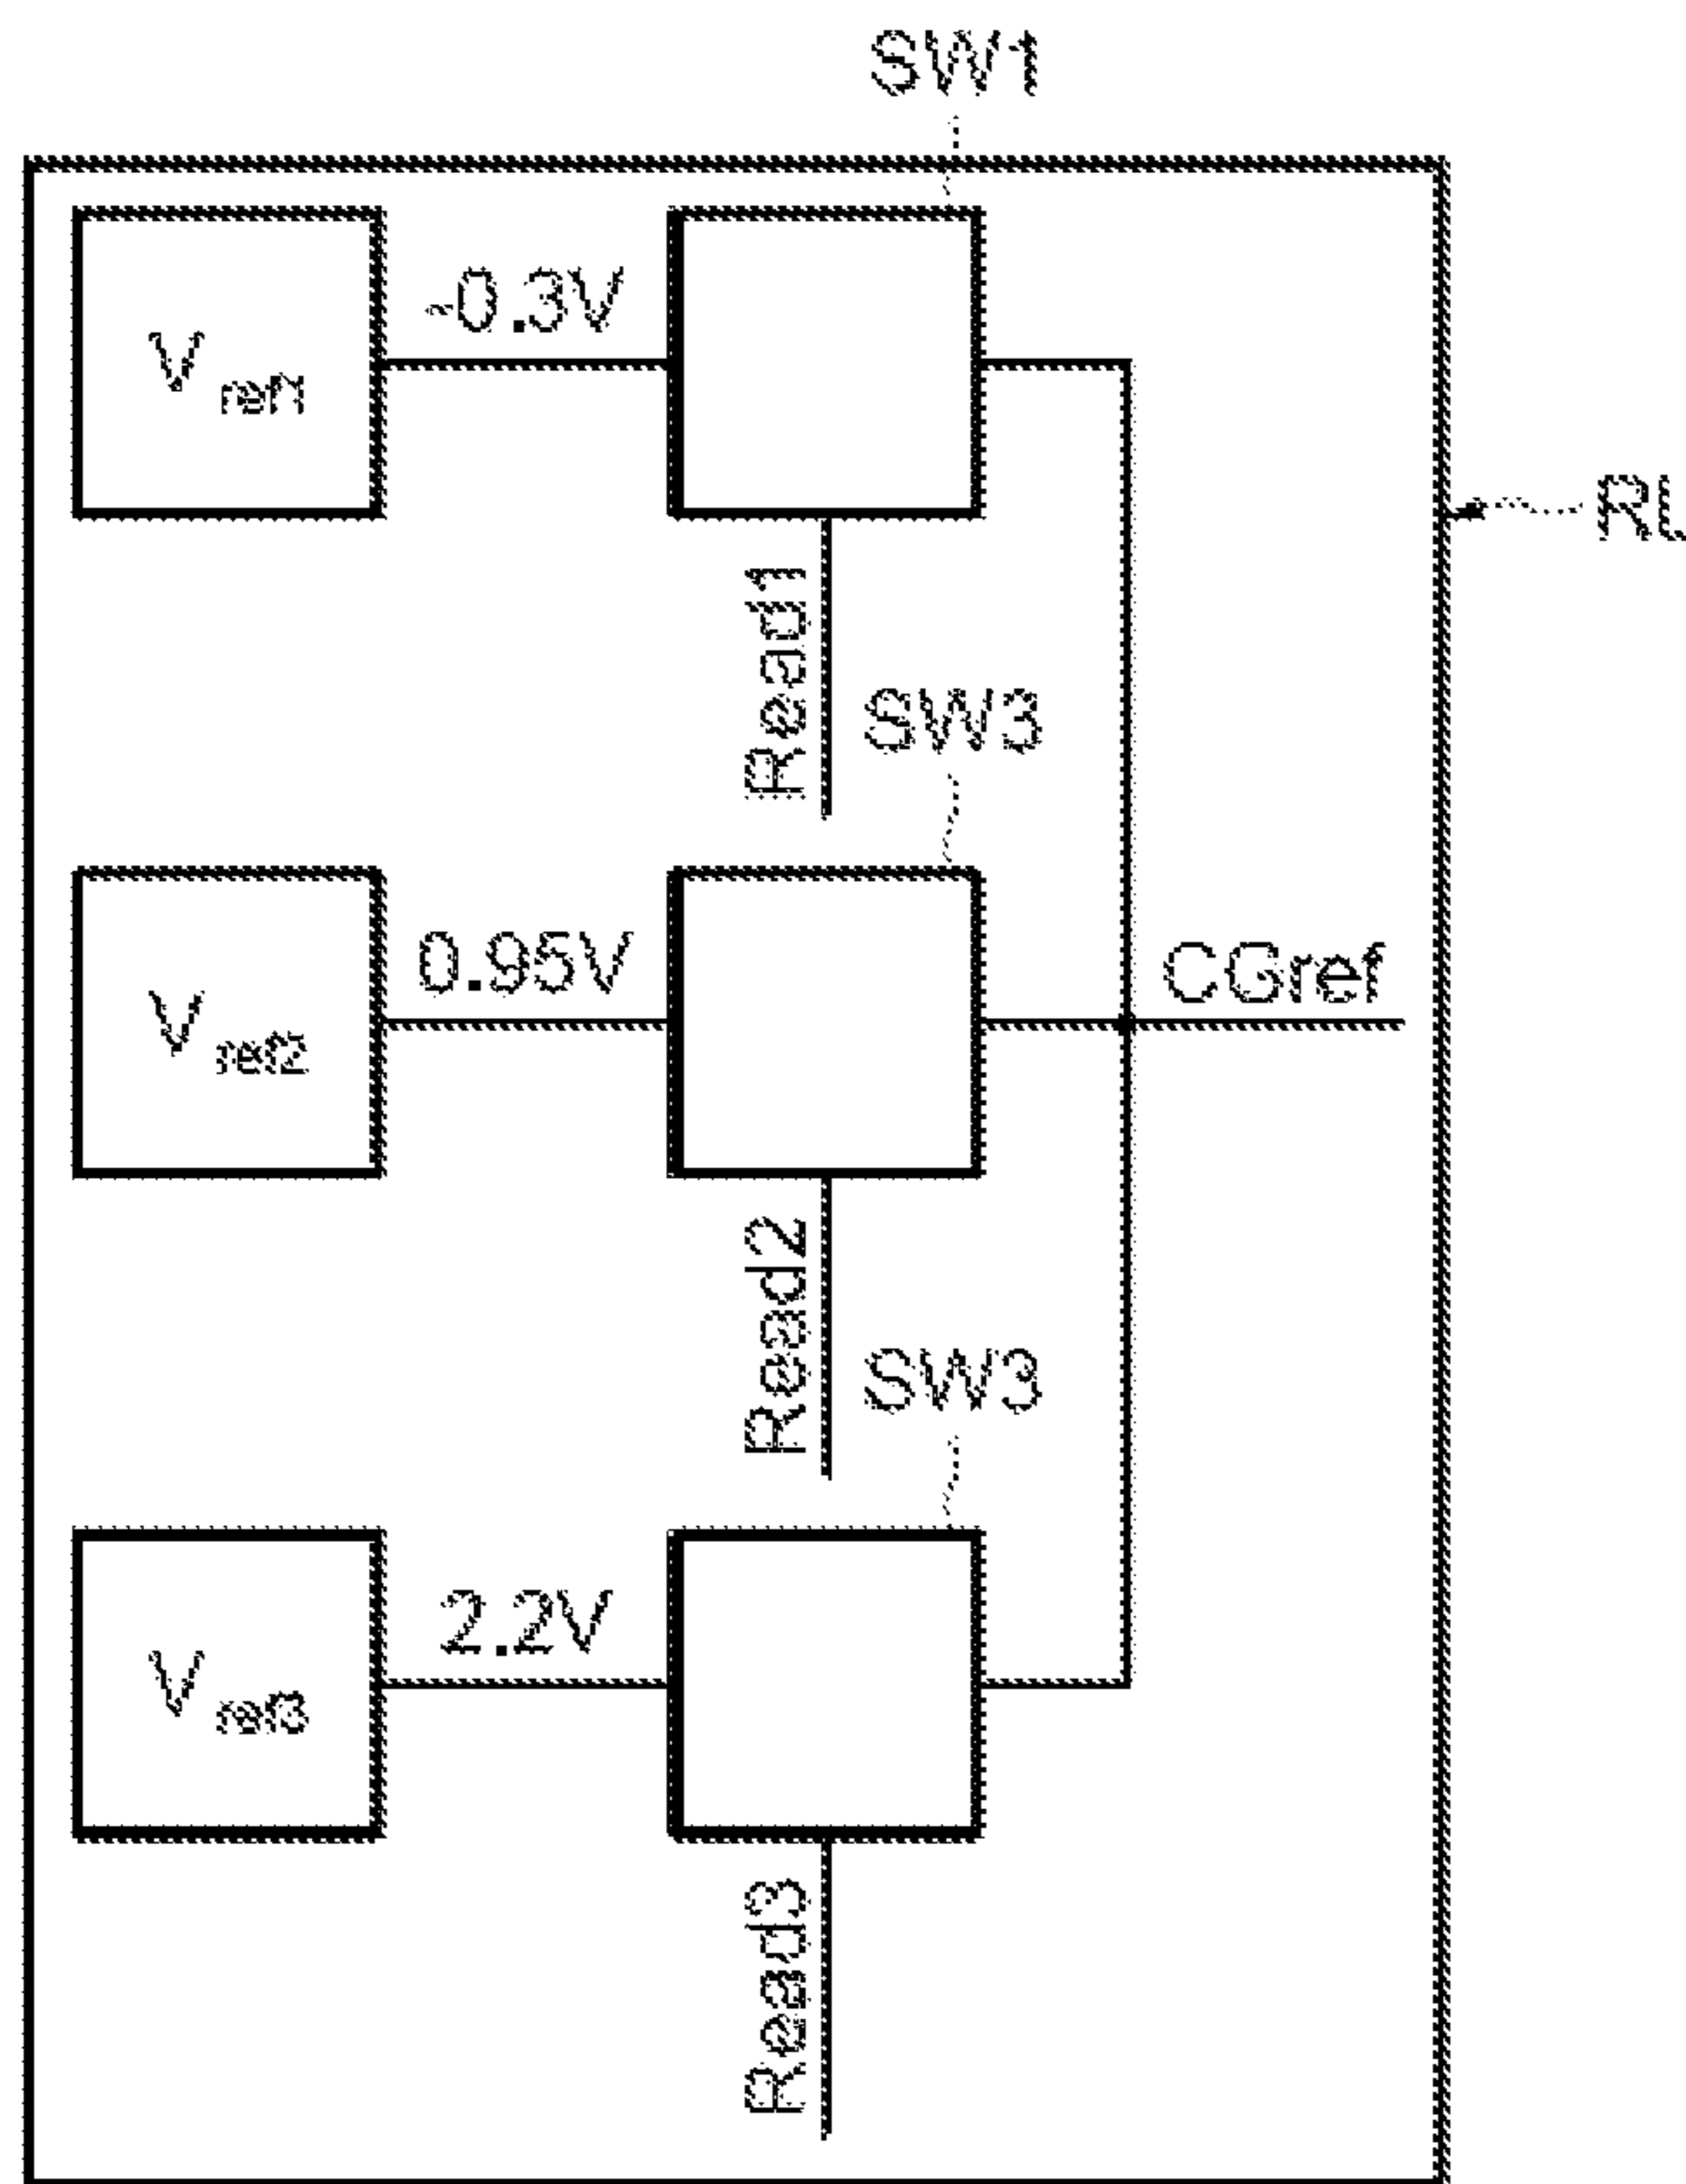 SW1
-0.3V
Vref1
RL
Read1
SW3
0.95V
CGref
Vref2
Read2
SW3
2.2V
Vref3
Read3